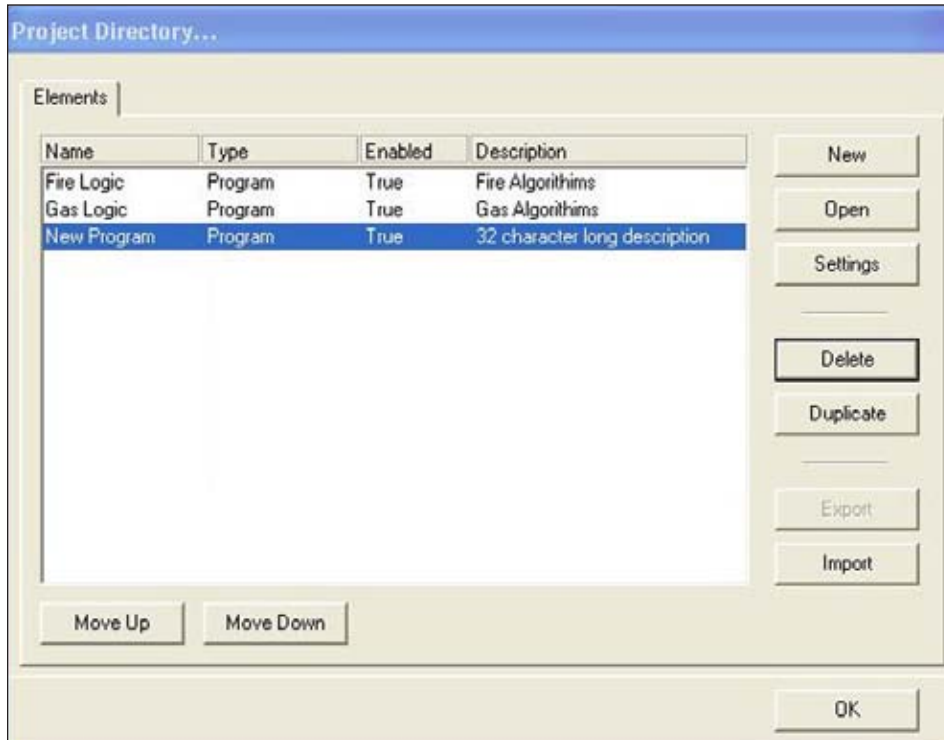 Project Directory...
Elements
Name Type Enabled Description
Fire Logic Program True Fire Algorithims
Gas Logic Program True Gas Algorithims
New Program Program True 32 character long description
New
Open
Settings
Delete
Duplicate
Export
Import
Move Up Move Down
OK